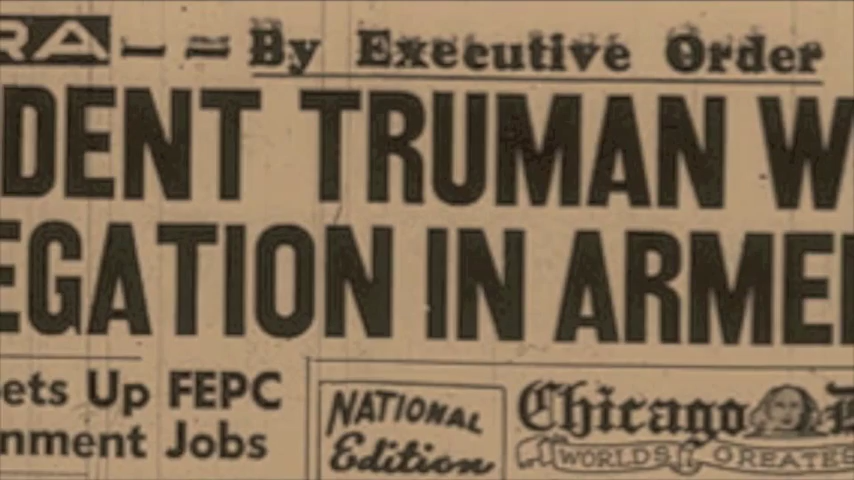 RA — = By Executive Order
DENT TRUMAN W
EGATION IN ARME
ets Up FEPC
nment Jobs
NATIONAL
Edition
Chicago
WORLDS GREATES